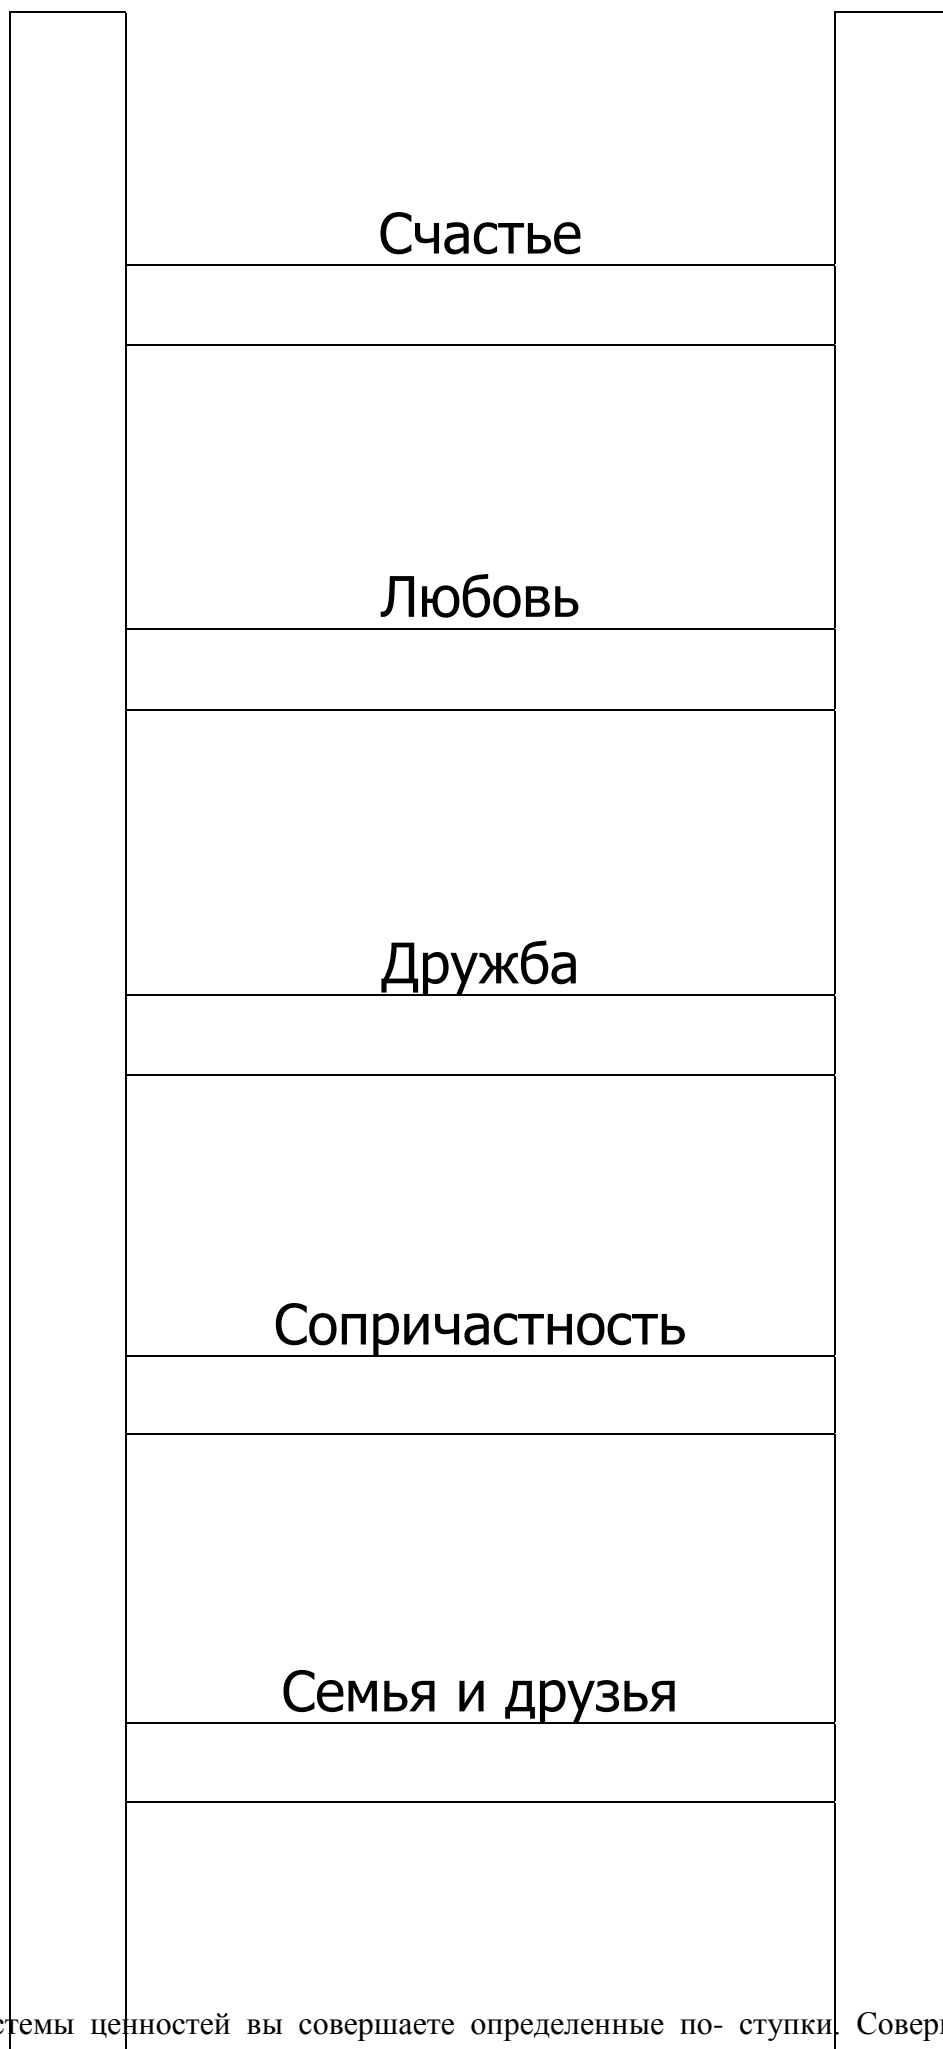 Счастье
Любовь
Дружба
Сопричастность
Семья и друзья
ценностей вы совершаете определенные по- ступки.